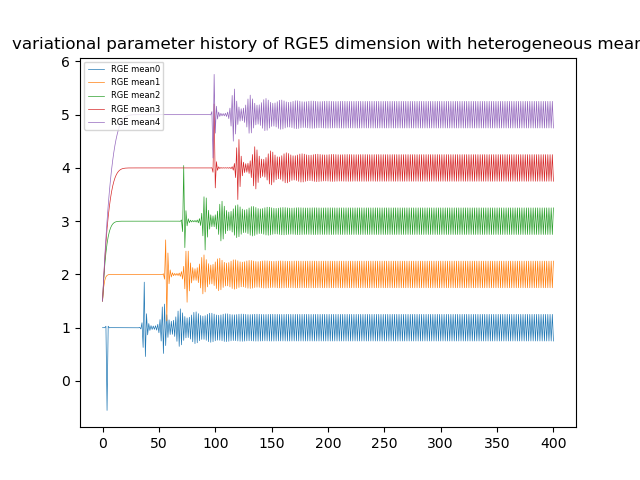 variational parameter history of RGE5 dimension with heterogeneous mean
RGE mean0
RGE mean1
RGE mean2
RGE mean3
RGE mean4
6
5
4
3
2
1
0
0 50 100 150 200 250 300 350 400